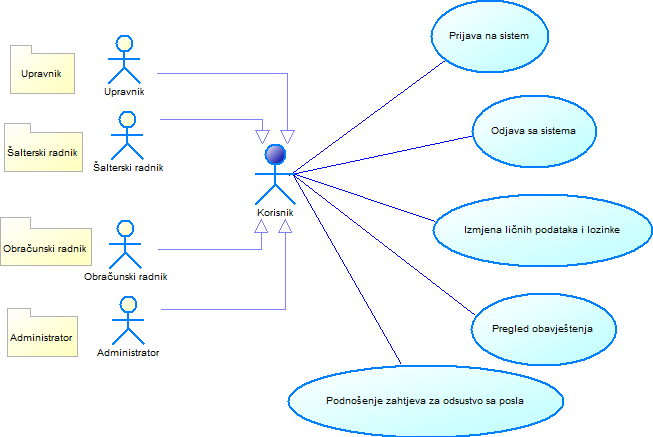 Prijava na sistem
Upravnik
Upravnik
Odjava sa sistema
Šalterski radnik
Šalterski radnik
Korisnik
Izmjena ličnih podataka i lozinke
Obračunski radnik
Obračunski radnik
Pregled obavještenja
Administrator
Administrator
Podnošenje zahtjeva za odsustvo sa posla